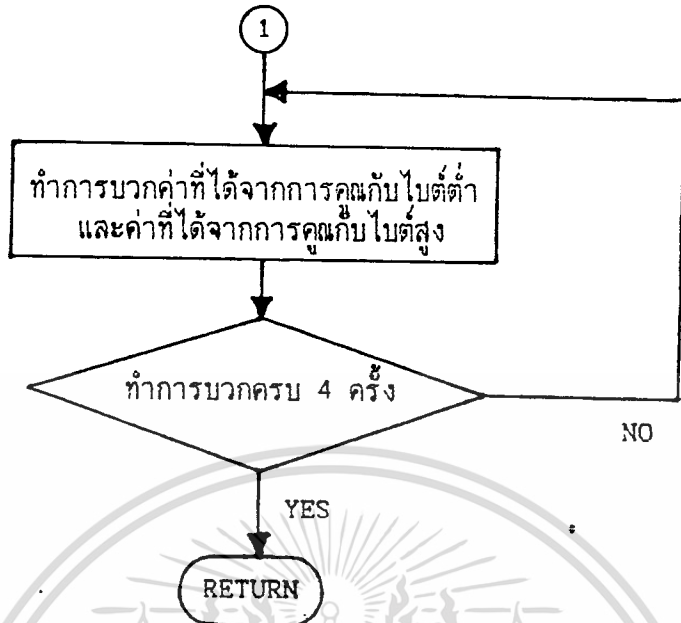 1
ทำการบวกค่าที่ได้จากการคูณกับไบต์ต่ำ
และค่าที่ได้จากการคูณกับไบต์สูง
ทำการบวกครบ 4 ครั้ง
NO
YES
RETURN